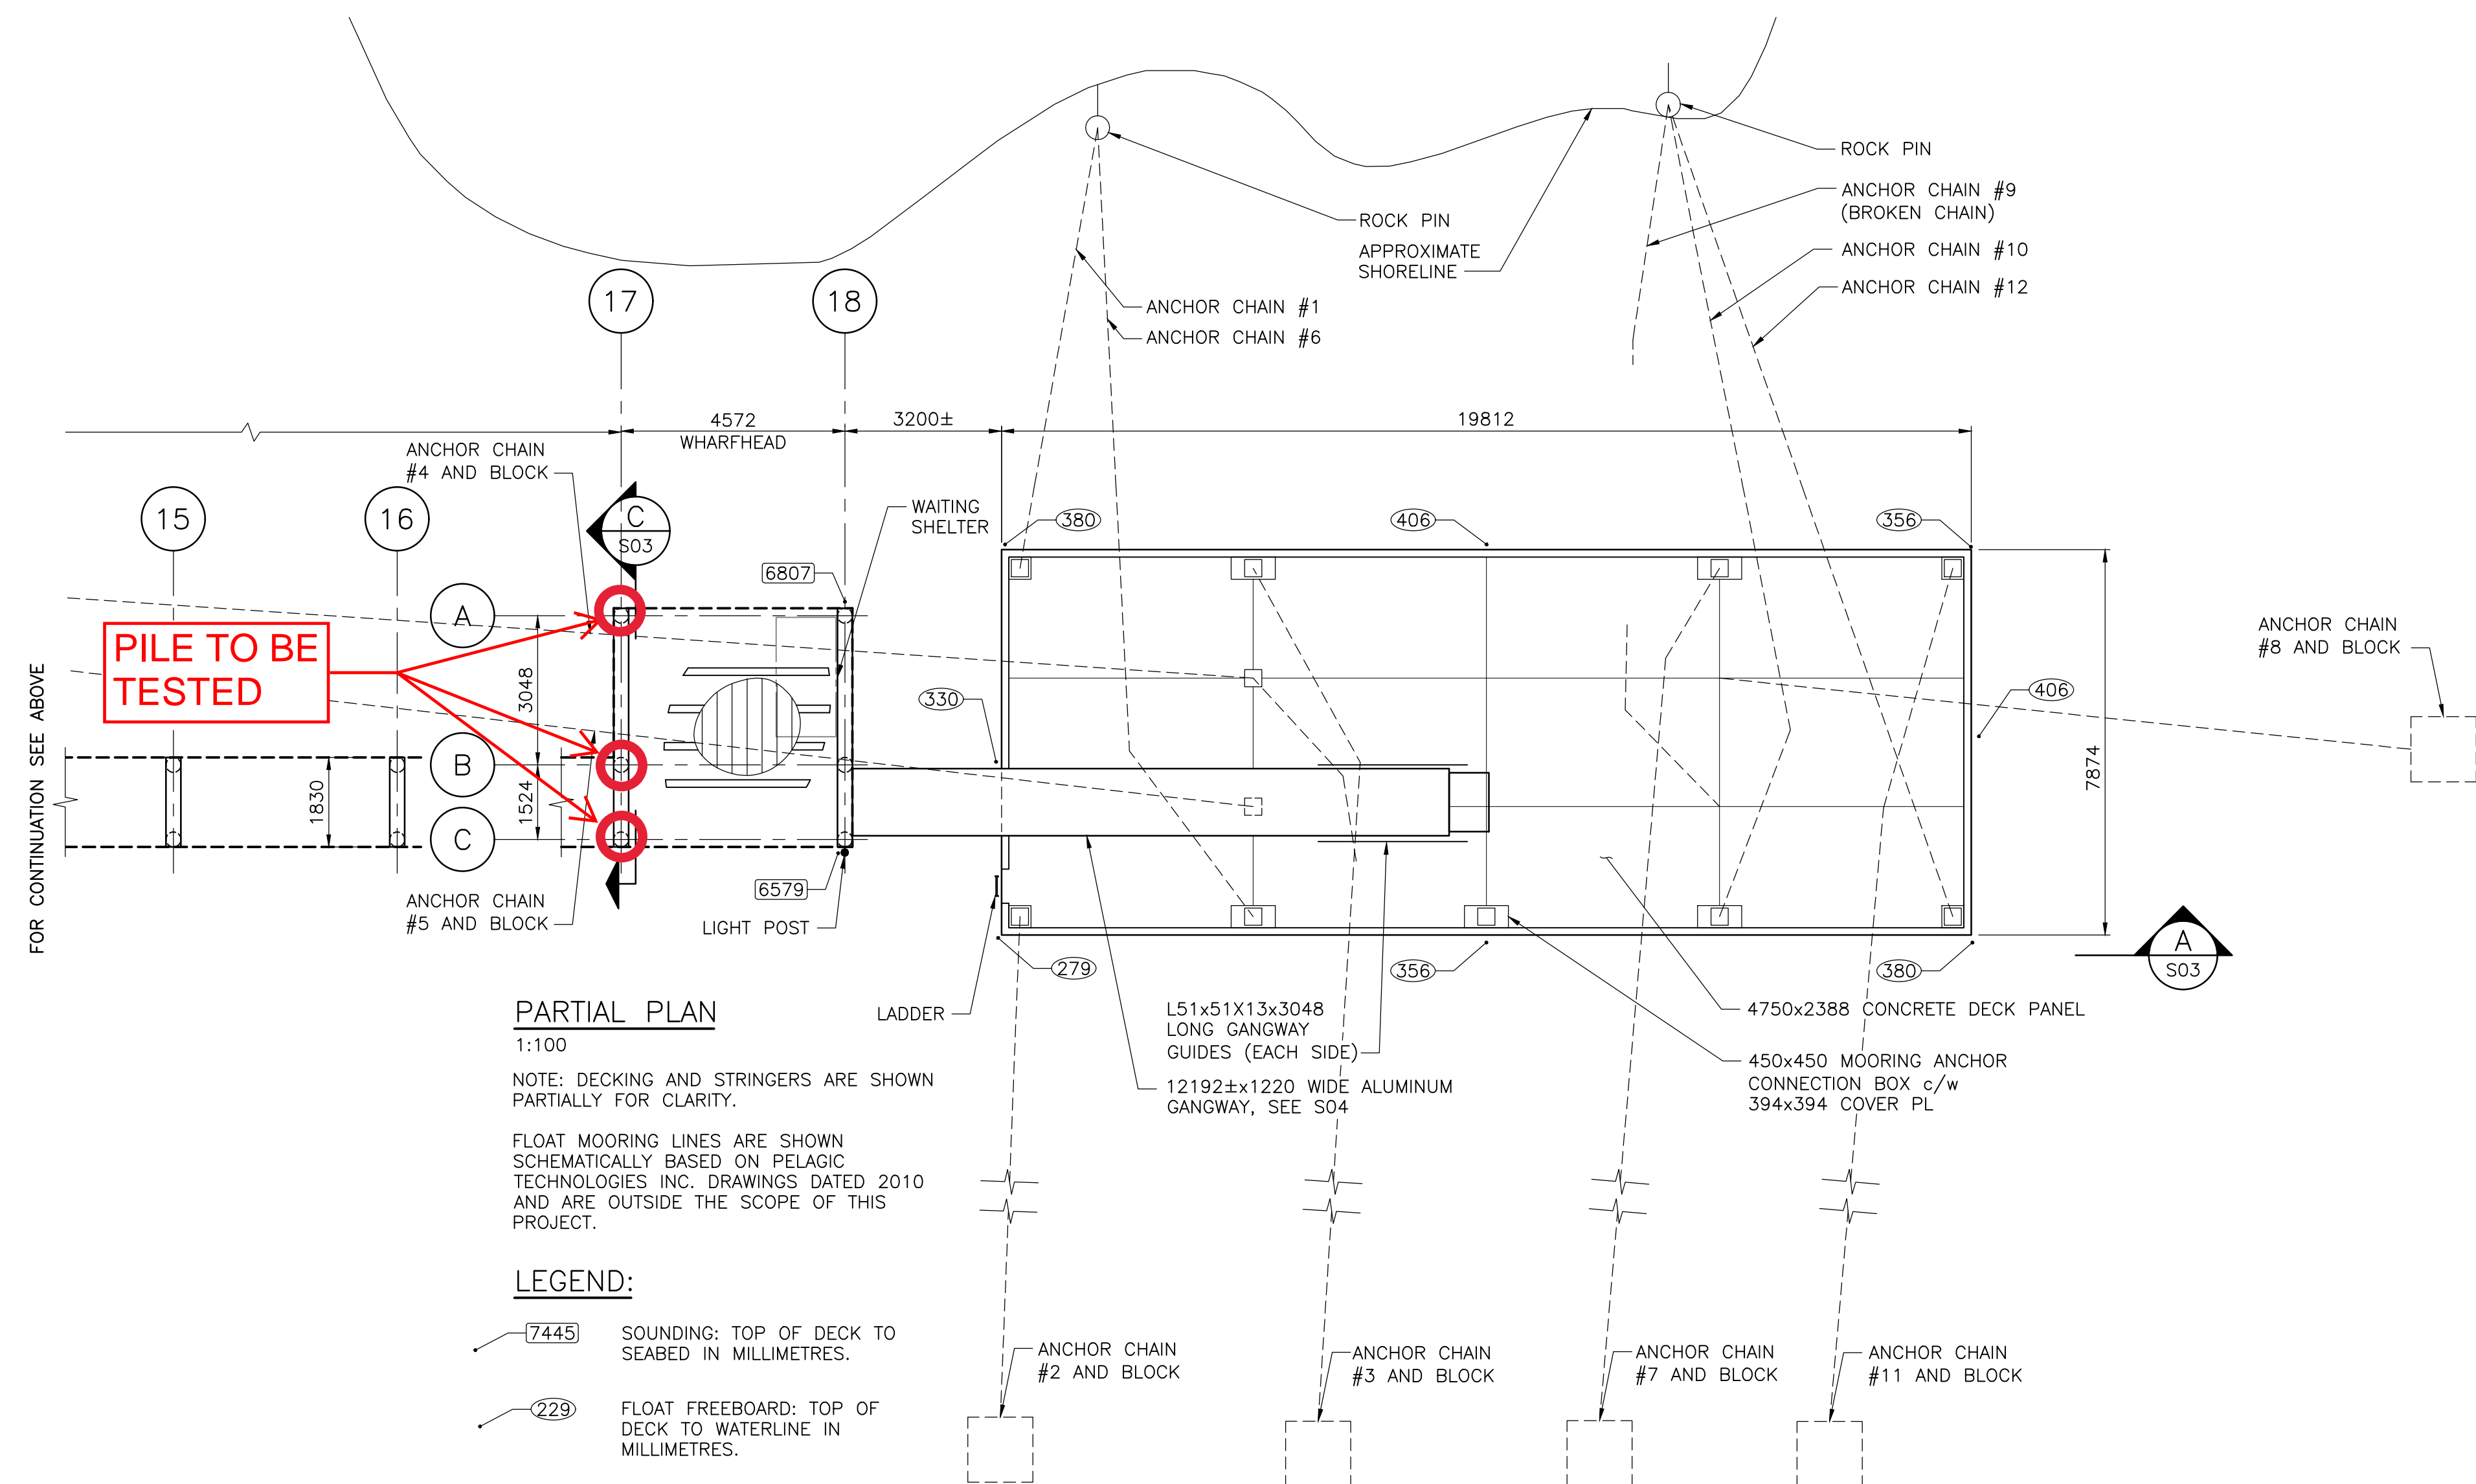 ROCK PIN
ANCHOR CHAIN #9
(BROKEN CHAIN)
ROCK PIN
APPROXIMATE
SHORELINE
ANCHOR CHAIN #10
ANCHOR CHAIN #12
17
18
ANCHOR CHAIN #1
ANCHOR CHAIN #6
4572
WHARFHEAD
3200±
19812
ANCHOR CHAIN
#4 AND BLOCK
15
16
C
S03
WAITING
SHELTER
380
406
356
6807
A
PILE TO BE
TESTED
3048
330
406
ANCHOR CHAIN
#8 AND BLOCK
FOR CONTINUATION SEE ABOVE
B
1830
1524
C
7874
6579
ANCHOR CHAIN
#5 AND BLOCK
LIGHT POST
279
356
380
A
S03
PARTIAL PLAN
1:100
LADDER
L51x51X13x3048
LONG GANGWAY
GUIDES (EACH SIDE)
12192±x1220 WIDE ALUMINUM
GANGWAY, SEE S04
4750x2388 CONCRETE DECK PANEL
450x450 MOORING ANCHOR
CONNECTION BOX c/w
394x394 COVER PL
NOTE: DECKING AND STRINGERS ARE SHOWN
PARTIALLY FOR CLARITY.
FLOAT MOORING LINES ARE SHOWN
SCHEMATICALLY BASED ON PELAGIC
TECHNOLOGIES INC. DRAWINGS DATED 2010
AND ARE OUTSIDE THE SCOPE OF THIS
PROJECT.
LEGEND:
7445
SOUNDING: TOP OF DECK TO
SEABED IN MILLIMETRES.
229
FLOAT FREEBOARD: TOP OF
DECK TO WATERLINE IN
MILLIMETRES.
ANCHOR CHAIN
#2 AND BLOCK
ANCHOR CHAIN
#3 AND BLOCK
ANCHOR CHAIN
#7 AND BLOCK
ANCHOR CHAIN
#11 AND BLOCK